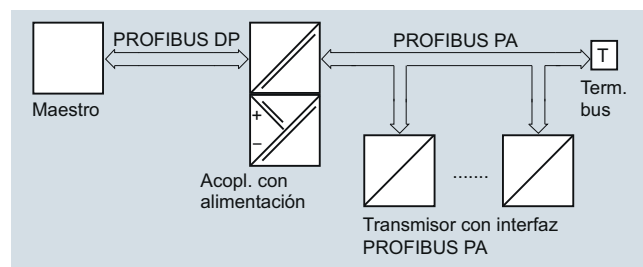 PROFIBUS DP
PROFIBUS PA
T
Maestro
Term.
bus
+
−
Acopl. con
alimentación
.......
Transmisor con interfaz
PROFIBUS PA